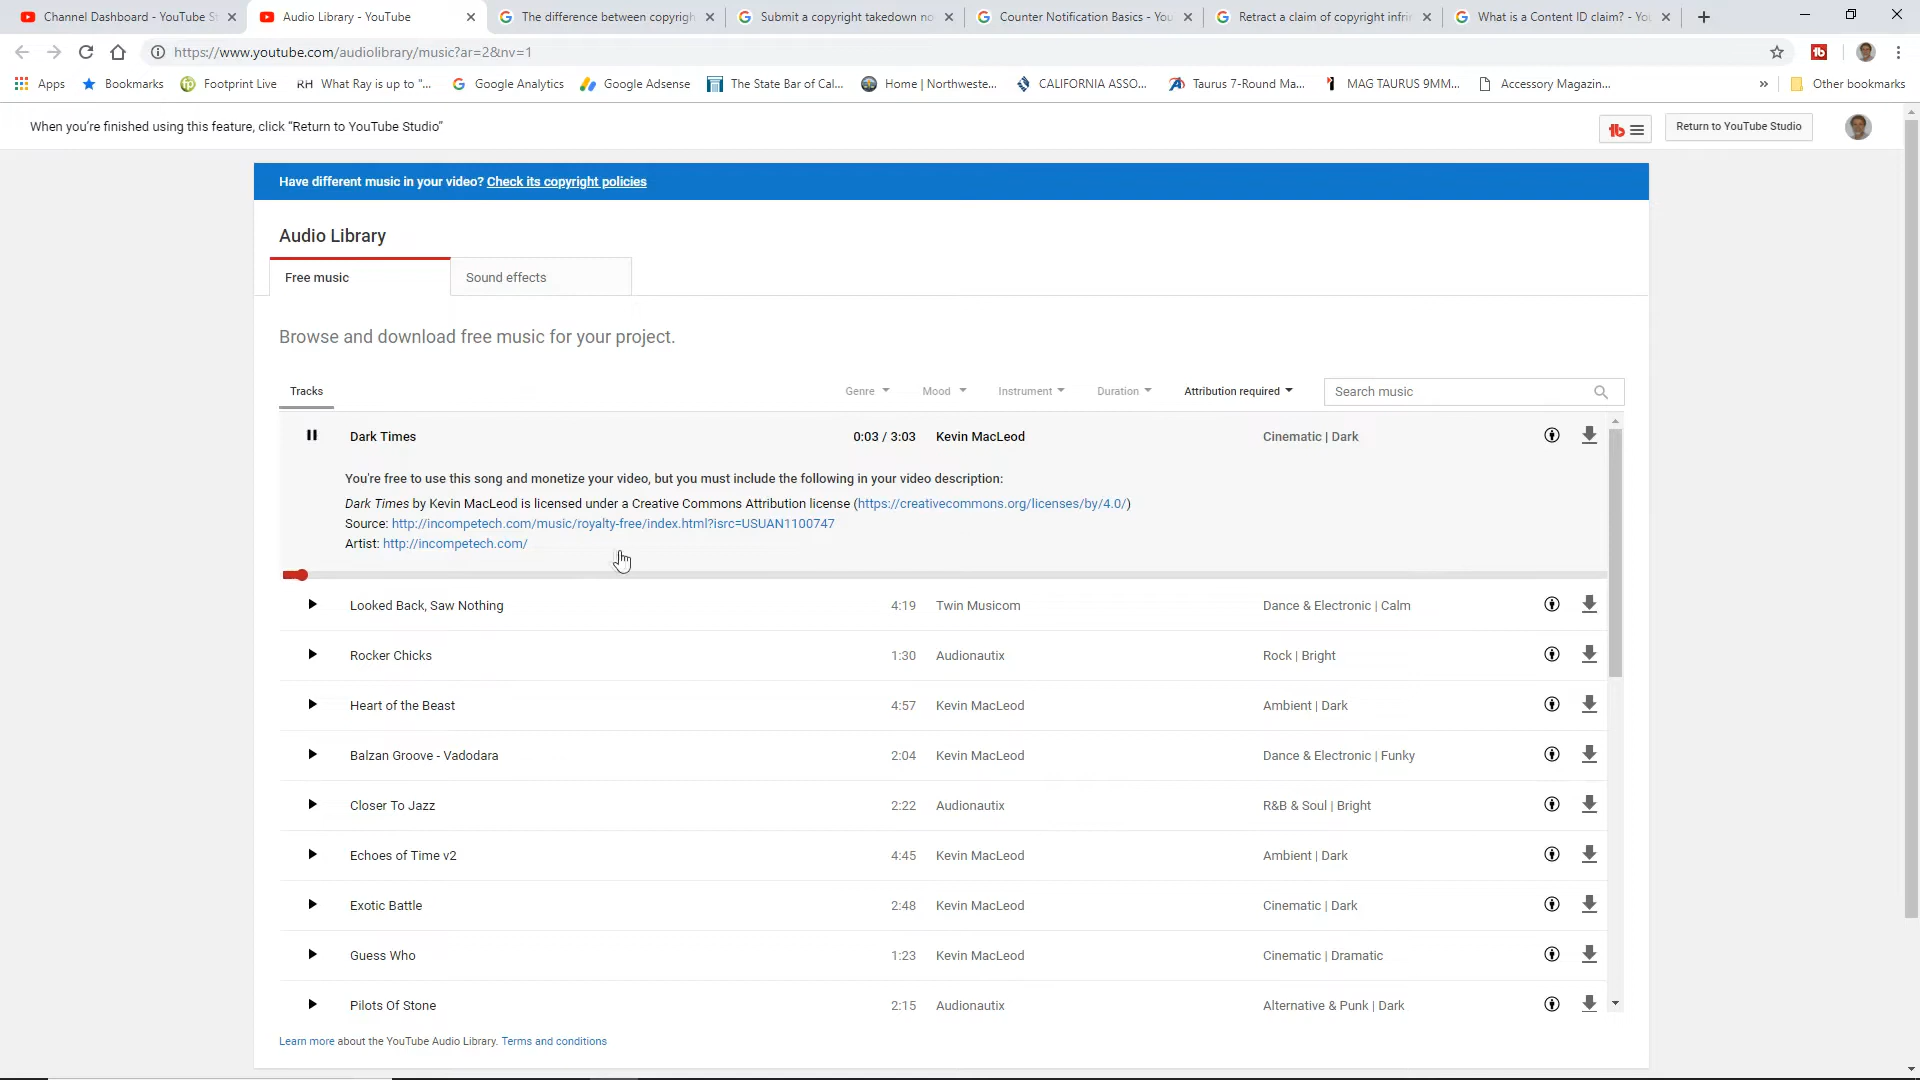 Channel Dashboard - YouTube St
Audio Library - YouTube
The difference between copyrigh
Submit a copyright takedown no
Counter Notification Basics - You
Retract a claim of copyright infri
What is a Content ID claim? - You
https://www.youtube.com/audiolibrary/music?ar=2&nv=1
Apps
Bookmarks
Footprint Live
RH What Ray is up to "...
Google Analytics
Google Adsense
The State Bar of Cal...
Home | Northweste...
CALIFORNIA ASSO...
Taurus 7-Round Ma...
MAG TAURUS 9MM...
Accessory Magazin...
»
Other bookmarks
When you're finished using this feature, click "Return to YouTube Studio"
tb
Return to YouTube Studio
Have different music in your video? Check its copyright policies
Audio Library
Free music
Sound effects
Browse and download free music for your project.
Tracks
Genre
Mood
Instrument
Duration
Attribution required
Search music
Dark Times 0:03 / 3:03 Kevin MacLeod Cinematic | Dark
You're free to use this song and monetize your video, but you must include the following in your video description:
Dark Times by Kevin MacLeod is licensed under a Creative Commons Attribution license (https://creativecommons.org/licenses/by/4.0/)
Source: http://incompetech.com/music/royalty-free/index.html?isrc=USUAN1100747
Artist: http://incompetech.com/
Looked Back, Saw Nothing 4:19 Twin Musicom Dance & Electronic | Calm
Rocker Chicks 1:30 Audionautix Rock | Bright
Heart of the Beast 4:57 Kevin MacLeod Ambient | Dark
Balzan Groove - Vadodara 2:04 Kevin MacLeod Dance & Electronic | Funky
Closer To Jazz 2:22 Audionautix R&B & Soul | Bright
Echoes of Time v2 4:45 Kevin MacLeod Ambient | Dark
Exotic Battle 2:48 Kevin MacLeod Cinematic | Dark
Guess Who 1:23 Kevin MacLeod Cinematic | Dramatic
Pilots Of Stone 2:15 Audionautix Alternative & Punk | Dark
Learn more about the YouTube Audio Library. Terms and conditions